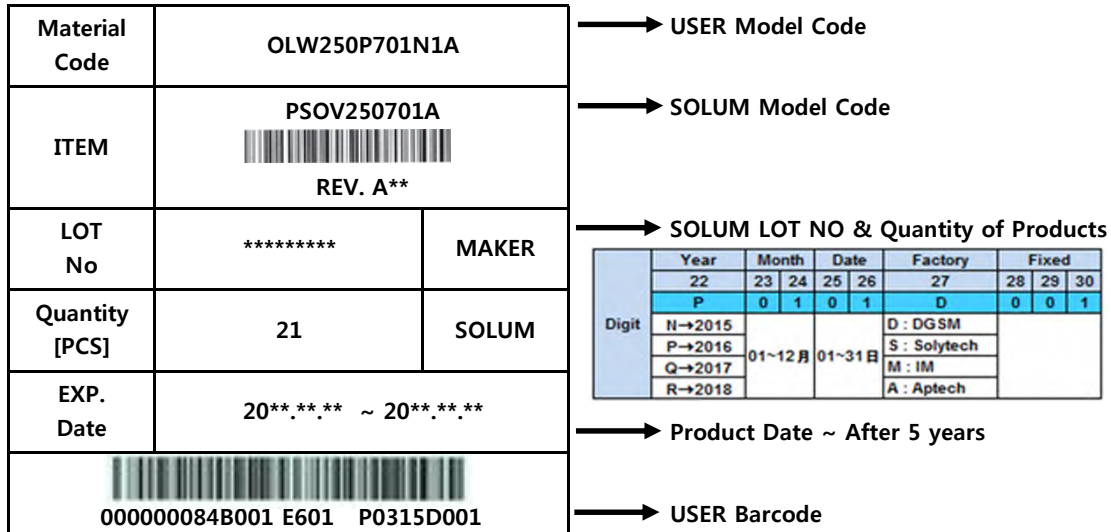 Material
Code
OLW250P701N1A
USER Model Code
ITEM
PSOV250701A
REV. A**
SOLUM Model Code
LOT
No
*********
MAKER
SOLUM LOT NO & Quantity of Products
Quantity
[PCS]
21
SOLUM
Digit
Year Month Date Factory Fixed
22 23 24 25 26 27 28 29 30
P 0 1 0 1 D 0 0 1
N→2015
P→2016
Q→2017
R→2018
01~12月
01~31日
D : DGSM
S : Solytech
M : IM
A : Aptech
EXP.
Date
20**.**.** ~ 20**.**.**
Product Date ~ After 5 years
000000084B001 E601 P0315D001
USER Barcode